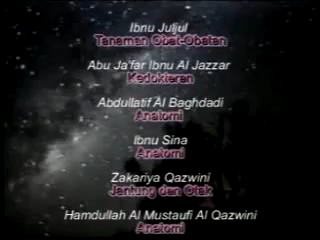 Ibnu Juljul
Tanaman Obat-Obatan
Abu Ja'far Ibnu Al Jazzar
Kedokteran
Abdullatif Al Baghdadi
Anatomi
Ibnu Sina
Anatomi
Zakariya Qazwini
Jantung dan Otak
Hamdullah Al Mustaufi Al Qazwini
Anatomi